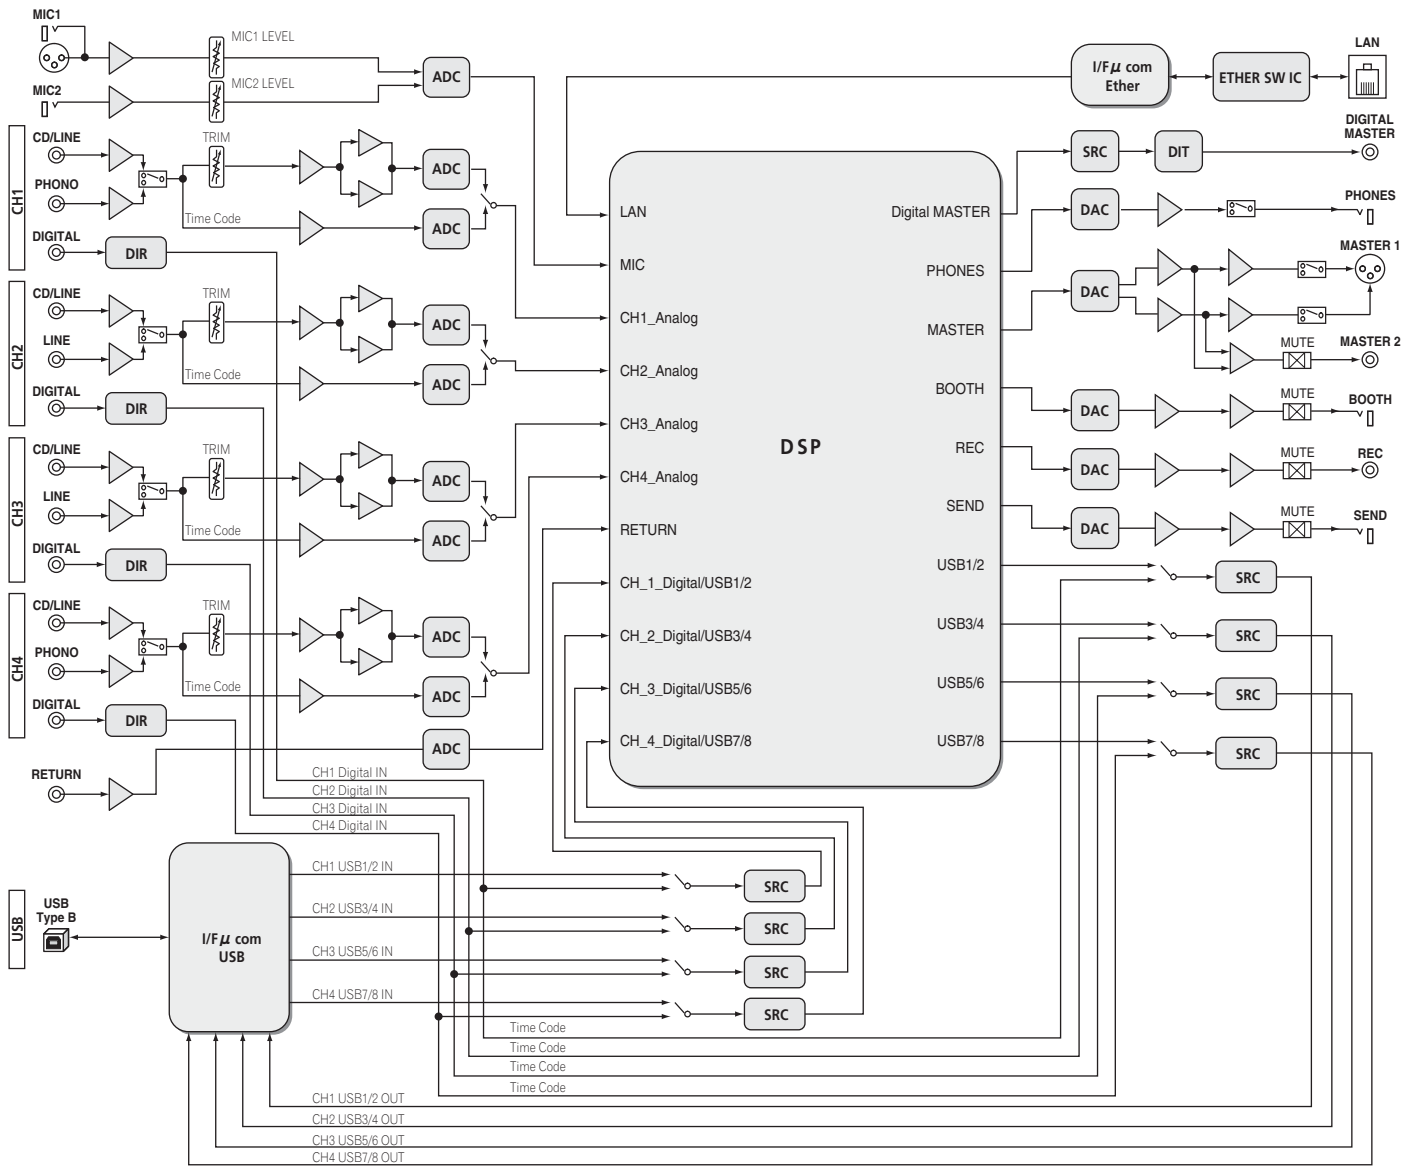 MIC1
MIC1 LEVEL
ADC
MIC2
MIC2 LEVEL
I/F μ com
Ether
ETHER SW IC
LAN
CH1
CD/LINE
TRIM
ADC
PHONO
Time Code
ADC
DIGITAL
DIR
CH2
CD/LINE
TRIM
ADC
LINE
Time Code
ADC
DIGITAL
DIR
CH3
CD/LINE
TRIM
ADC
LINE
Time Code
ADC
DIGITAL
DIR
CH4
CD/LINE
TRIM
ADC
PHONO
Time Code
ADC
DIGITAL
DIR
ADC
RETURN
DSP
LAN
MIC
CH1_Analog
CH2_Analog
CH3_Analog
CH4_Analog
RETURN
CH_1_Digital/USB1/2
CH_2_Digital/USB3/4
CH_3_Digital/USB5/6
CH_4_Digital/USB7/8
Digital MASTER
PHONES
MASTER
BOOTH
REC
SEND
USB1/2
USB3/4
USB5/6
USB7/8
SRC
DIT
DIGITAL
MASTER
DAC
PHONES
DAC
MASTER 1
MUTE
MASTER 2
DAC
MUTE
BOOTH
DAC
MUTE
REC
DAC
MUTE
SEND
SRC
SRC
SRC
SRC
CH1 Digital IN
CH2 Digital IN
CH3 Digital IN
CH4 Digital IN
USB
USB
Type B
I/F μ com
USB
CH1 USB1/2 IN
SRC
CH2 USB3/4 IN
SRC
CH3 USB5/6 IN
SRC
CH4 USB7/8 IN
SRC
Time Code
Time Code
Time Code
Time Code
CH1 USB1/2 OUT
CH2 USB3/4 OUT
CH3 USB5/6 OUT
CH4 USB7/8 OUT